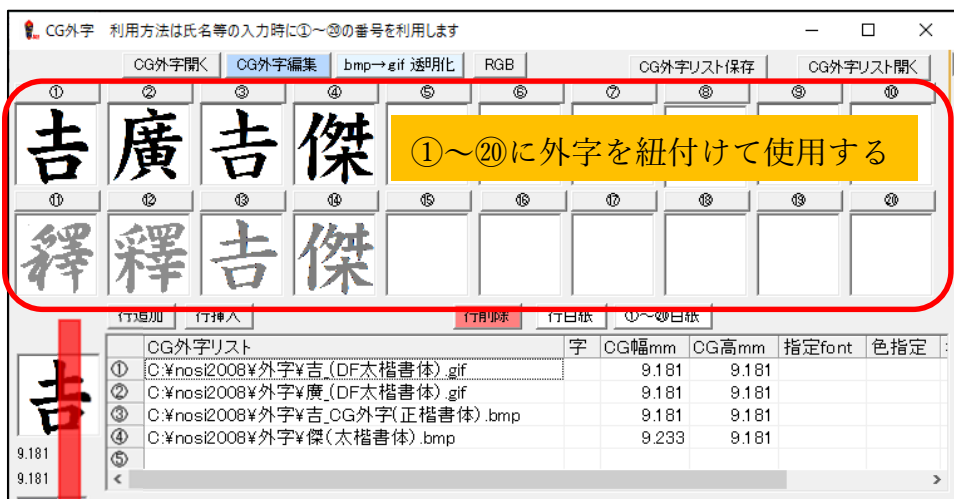 CG外字 利用方法は氏名等の入力時に①～⑳の番号を利用します
CG外字開く CG外字編集 bmp→gif 透明化 RGB CG外字リスト保存 CG外字リスト開く
① ② ③ ④ ⑤ ⑥ ⑦ ⑧ ⑨ ⑩
𠮷 廣 𠮷 傑
①～⑳に外字を紐付けて使用する
⑪ ⑫ ⑬ ⑭ ⑮ ⑯ ⑰ ⑱ ⑲ ⑳
釋 釋 𠮷 傑
行追加 行挿入 行削除 行白紙 ①～⑳白紙
CG外字リスト 字 CG幅mm CG高mm 指定font 色指定
① C:¥nosi2008¥外字¥吉_(DF太楷書体).gif 9.181 9.181
② C:¥nosi2008¥外字¥廣_(DF太楷書体).gif 9.181 9.181
③ C:¥nosi2008¥外字¥吉_CG外字(正楷書体).bmp 9.181 9.181
④ C:¥nosi2008¥外字¥傑(太楷書体).bmp 9.233 9.181
⑤
𠮷
9.181
9.181